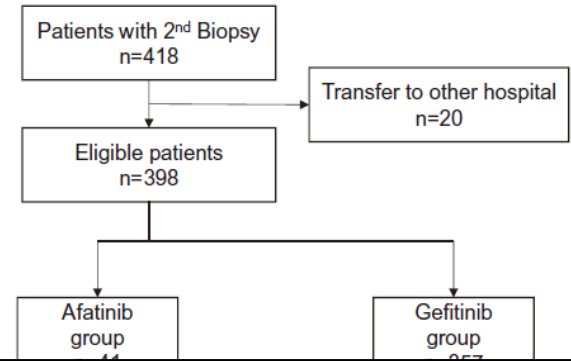 Patients with 2nd Biopsy
n=418
Transfer to other hospital
n=20
Eligible patients
n=398
Afatinib
group
Gefitinib
group